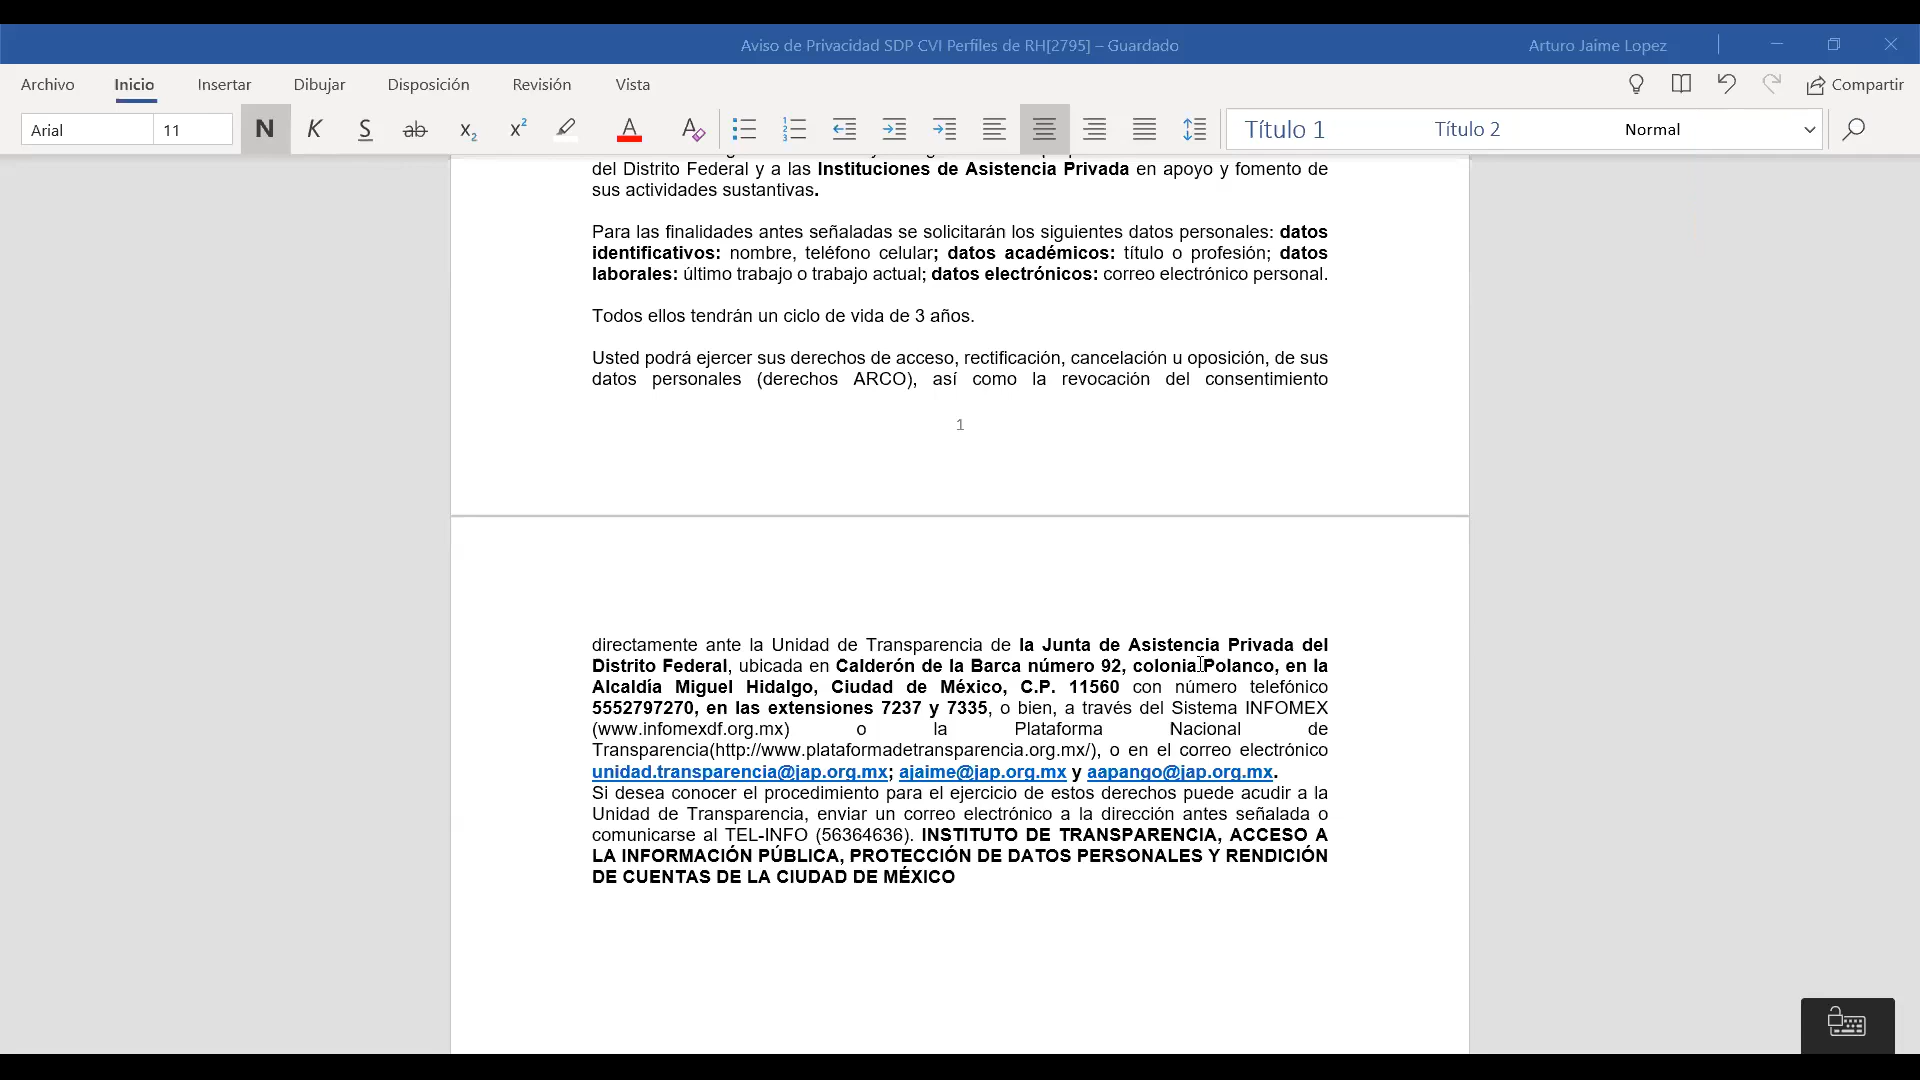 Aviso de Privacidad SDP CVI Perfiles de RH[2795] – Guardado
Arturo Jaime Lopez
Archivo Inicio Insertar Dibujar Disposición Revisión Vista
Compartir
Arial 11 N K S ab x₂ x² A A Título 1 Título 2 Normal
del Distrito Federal y a las Instituciones de Asistencia Privada en apoyo y fomento de
sus actividades sustantivas.
Para las finalidades antes señaladas se solicitarán los siguientes datos personales: datos
identificativos: nombre, teléfono celular; datos académicos: título o profesión; datos
laborales: último trabajo o trabajo actual; datos electrónicos: correo electrónico personal.
Todos ellos tendrán un ciclo de vida de 3 años.
Usted podrá ejercer sus derechos de acceso, rectificación, cancelación u oposición, de sus
datos personales (derechos ARCO), así como la revocación del consentimiento
1
directamente ante la Unidad de Transparencia de la Junta de Asistencia Privada del
Distrito Federal, ubicada en Calderón de la Barca número 92, colonia Polanco, en la
Alcaldía Miguel Hidalgo, Ciudad de México, C.P. 11560 con número telefónico
5552797270, en las extensiones 7237 y 7335, o bien, a través del Sistema INFOMEX
(www.infomexdf.org.mx) o la Plataforma Nacional de
Transparencia(http://www.plataformadetransparencia.org.mx/), o en el correo electrónico
unidad.transparencia@jap.org.mx; ajaime@jap.org.mx y aapango@jap.org.mx.
Si desea conocer el procedimiento para el ejercicio de estos derechos puede acudir a la
Unidad de Transparencia, enviar un correo electrónico a la dirección antes señalada o
comunicarse al TEL-INFO (56364636). INSTITUTO DE TRANSPARENCIA, ACCESO A
LA INFORMACIÓN PÚBLICA, PROTECCIÓN DE DATOS PERSONALES Y RENDICIÓN
DE CUENTAS DE LA CIUDAD DE MÉXICO